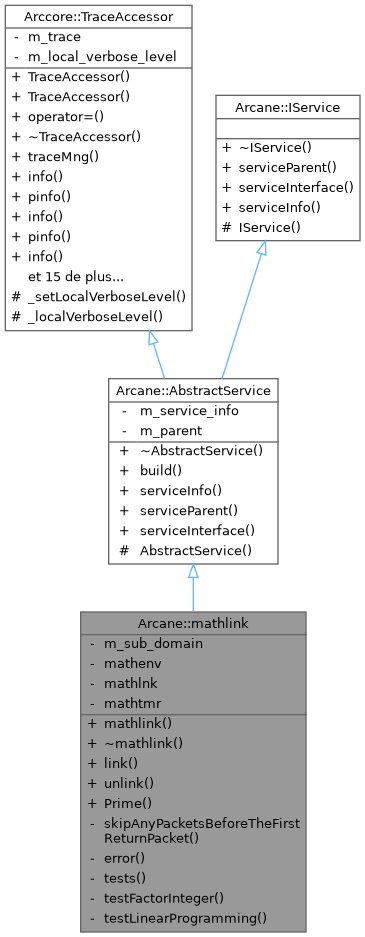 Arccore::TraceAccessor
- m_trace
- m_local_verbose_level
+ TraceAccessor()
+ TraceAccessor()
+ operator=()
+ ~TraceAccessor()
+ traceMng()
+ info()
+ pinfo()
+ info()
+ pinfo()
+ info()
et 15 de plus...
# _setLocalVerboseLevel()
# _localVerboseLevel()
Arcane::IService
+ ~IService()
+ serviceParent()
+ serviceInterface()
+ serviceInfo()
# IService()
Arcane::AbstractService
- m_service_info
- m_parent
+ ~AbstractService()
+ build()
+ serviceInfo()
+ serviceParent()
+ serviceInterface()
# AbstractService()
Arcane::mathlink
- m_sub_domain
- mathenv
- mathlnk
- mathtmr
+ mathlink()
+ ~mathlink()
+ link()
+ unlink()
+ Prime()
- skipAnyPacketsBeforeTheFirst
ReturnPacket()
- error()
- tests()
- testFactorInteger()
- testLinearProgramming()